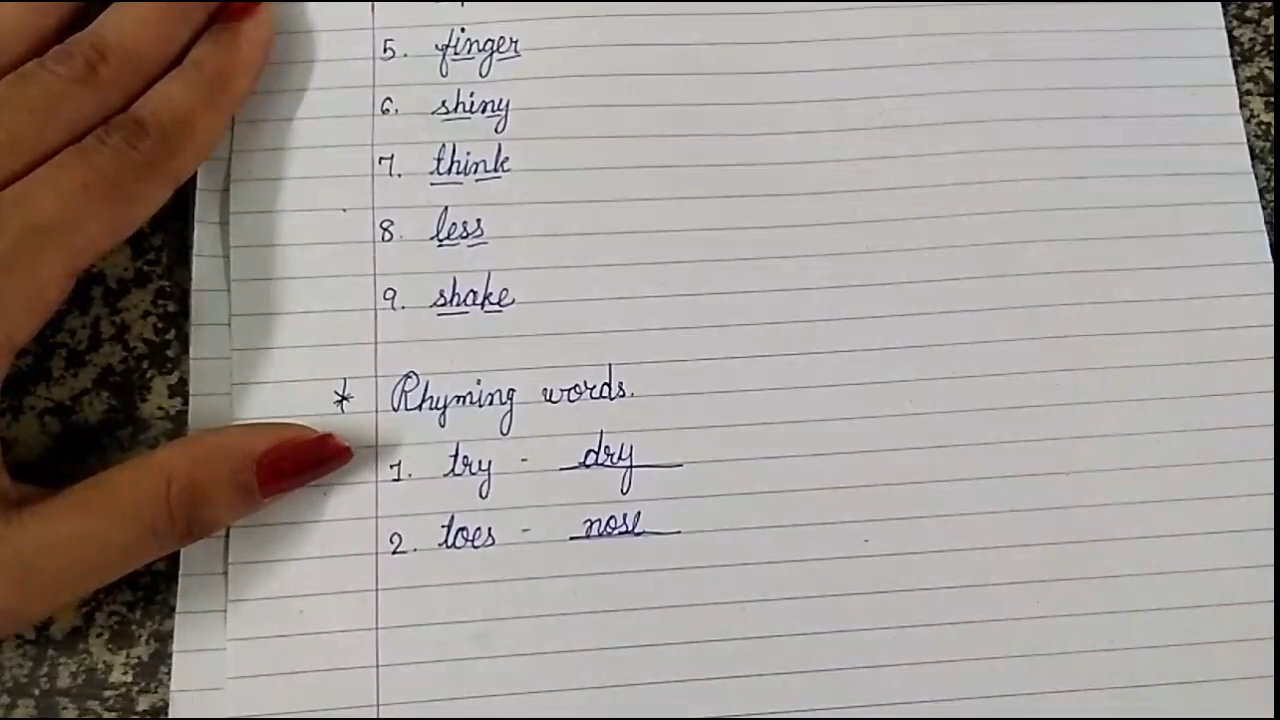 5. finger
6. shiny
7. think
8. less
9. shake
* Rhyming words.
1. try - dry
2. toes - nose